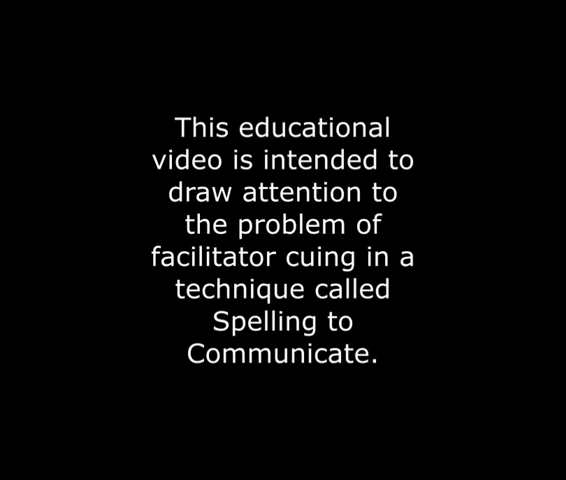 This educational
video is intended to
draw attention to
the problem of
facilitator cuing in a
technique called
Spelling to
Communicate.